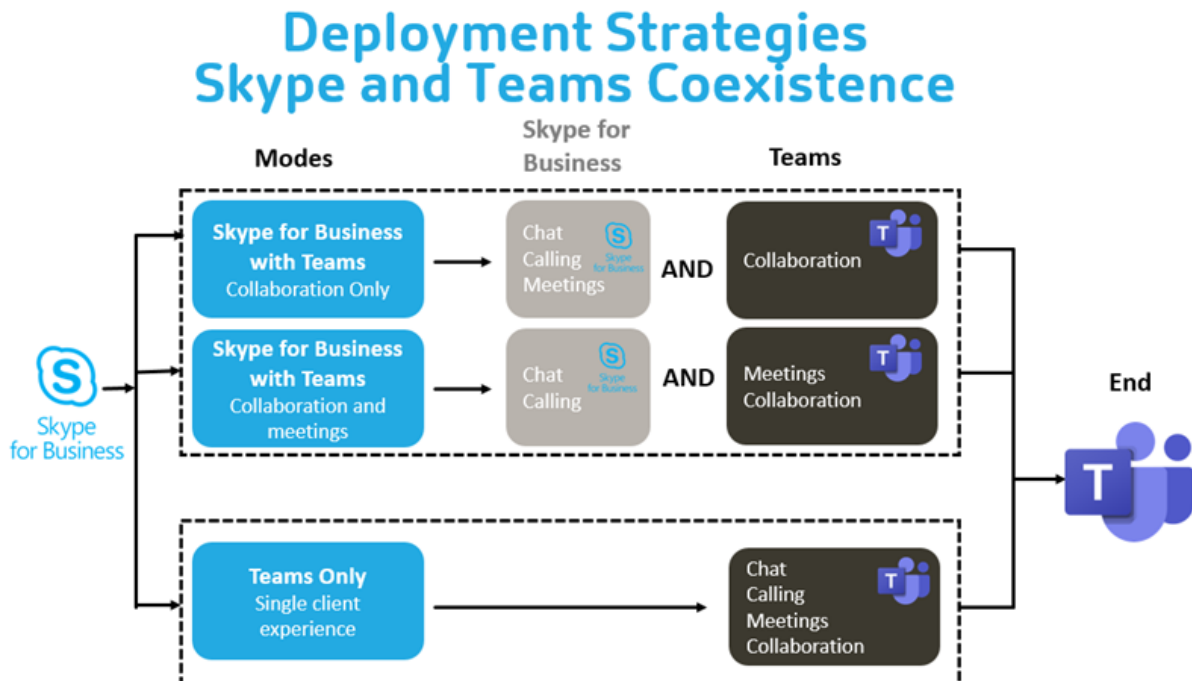 Deployment Strategies
Skype and Teams Coexistence
Modes
Skype for
Business
Teams
Skype for Business
with Teams
Collaboration Only
Chat
Calling
Meetings
S
Skype
for Business
AND
Collaboration
T
Skype for Business
with Teams
Collaboration and
meetings
Chat
Calling
S
Skype
for Business
AND
Meetings
Collaboration
T
S
Skype
for Business
End
T
Teams Only
Single client
experience
Chat
Calling
Meetings
Collaboration
T